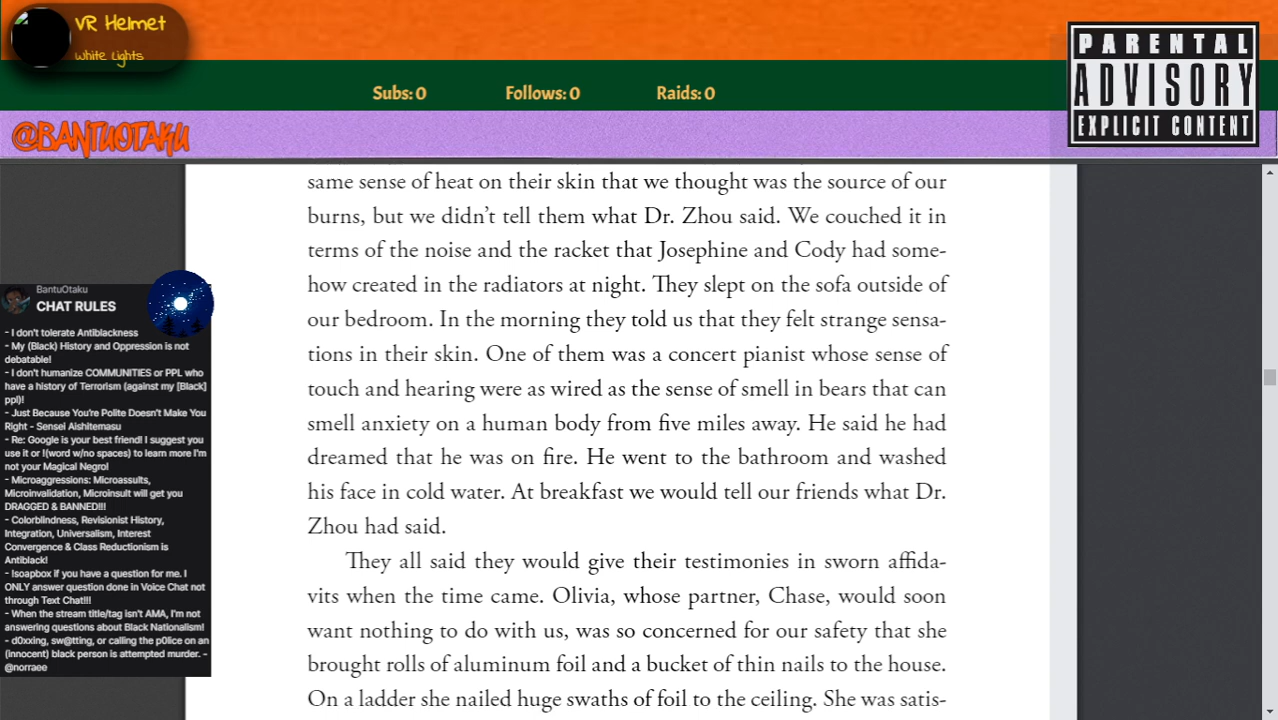 VR Helmet
White Lights
PARENTAL
ADVISORY
EXPLICIT CONTENT
Subs: 0 Follows: 0 Raids: 0
@BANTUOTAKU
same sense of heat on their skin that we thought was the source of our
burns, but we didn't tell them what Dr. Zhou said. We couched it in
terms of the noise and the racket that Josephine and Cody had some-
how created in the radiators at night. They slept on the sofa outside of
our bedroom. In the morning they told us that they felt strange sensa-
tions in their skin. One of them was a concert pianist whose sense of
touch and hearing were as wired as the sense of smell in bears that can
smell anxiety on a human body from five miles away. He said he had
dreamed that he was on fire. He went to the bathroom and washed
his face in cold water. At breakfast we would tell our friends what Dr.
Zhou had said.
They all said they would give their testimonies in sworn affida-
vits when the time came. Olivia, whose partner, Chase, would soon
want nothing to do with us, was so concerned for our safety that she
brought rolls of aluminum foil and a bucket of thin nails to the house.
On a ladder she nailed huge swaths of foil to the ceiling. She was satis-
BantuOtaku
CHAT RULES
- I don't tolerate Antiblackness
- My (Black) History and Oppression is not
debatable!
- I don't humanize COMMUNITIES or PPL who
have a history of Terrorism (against my [Black]
ppl)!
- Just Because You're Polite Doesn't Make You
Right - Sensei Aishitemasu
- Re: Google is your best friend! I suggest you
use it or !(word w/no spaces) to learn more I'm
not your Magical Negro!
- Microaggressions: Microassults,
Microinvalidation, Microinsult will get you
DRAGGED & BANNED!!!
- Colorblindness, Revisionist History,
Integration, Universalism, Interest
Convergence & Class Reductionism is
Antiblack!
- !soapbox if you have a question for me. I
ONLY answer question done in Voice Chat not
through Text Chat!!!
- When the stream title/tag isn't AMA, I'm not
answering questions about Black Nationalism!
- d0xxing, sw@tting, or calling the p0lice on an
(innocent) black person is attempted murder. -
@norraee